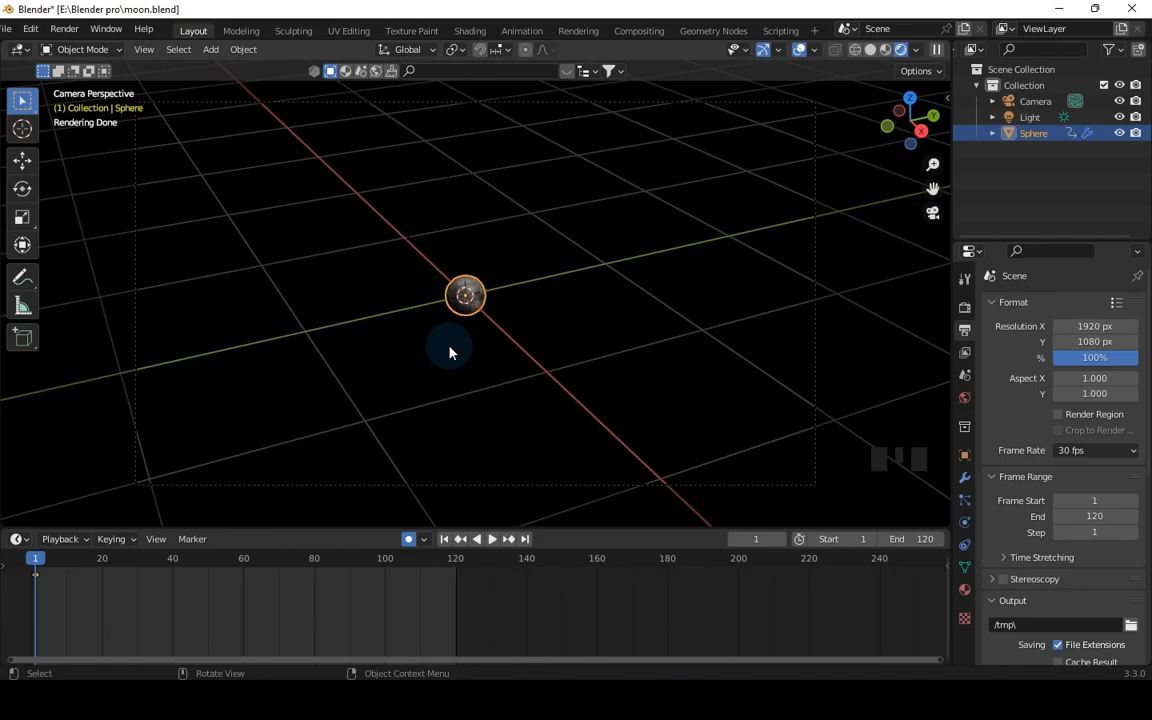 Blender* [E:\Blender pro\moon.blend]
ile Edit Render Window Help Layout Modeling Sculpting UV Editing Texture Paint Shading Animation Rendering Compositing Geometry Nodes Scripting + Scene ViewLayer
Object Mode View Select Add Object Global
Options
Camera Perspective
(1) Collection | Sphere
Rendering Done
Z
Y
X
Scene Collection
Collection
Camera
Light
Sphere
Scene
Format
Resolution X 1920 px
Y 1080 px
% 100%
Aspect X 1.000
Y 1.000
Render Region
Crop to Render ...
Frame Rate 30 fps
Frame Range
Frame Start 1
End 120
Step 1
Time Stretching
Stereoscopy
Output
/tmp\
Saving File Extensions
Cache Result
Playback Keying View Marker 1 Start 1 End 120
1 20 40 60 80 100 120 140 160 180 200 220 240
Select Rotate View Object Context Menu 3.3.0